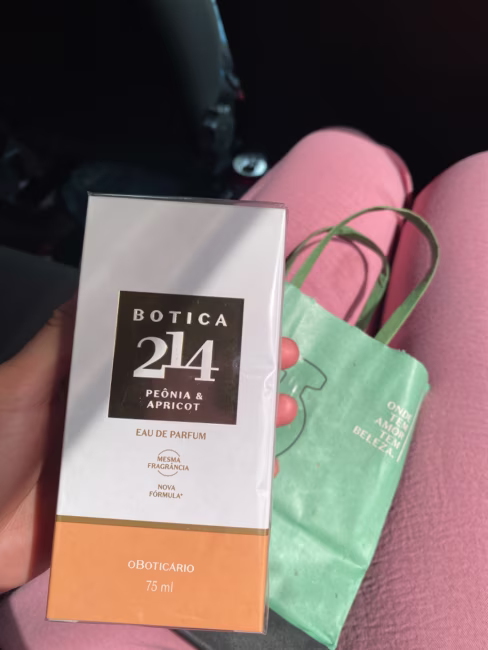 BOTICA
214
PEÔNIA &
APRICOT
EAU DE PARFUM
MESMA
FRAGRÂNCIA
NOVA
FÓRMULA*
oBOTICÁRIO
75 ml
ONDE
TEM
AMOR
TEM
BELEZA.